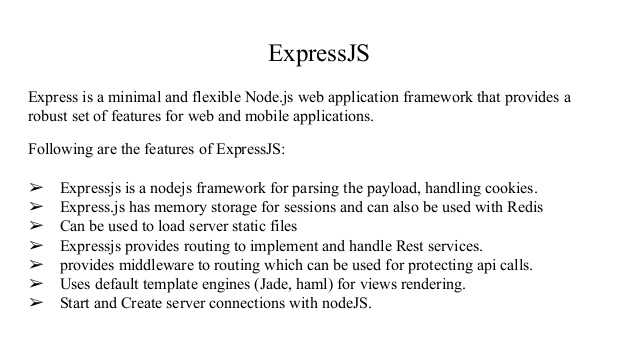 ExpressJS
Express is a minimal and flexible Node.js web application framework that provides a
robust set of features for web and mobile applications.
Following are the features of ExpressJS:
➢ Expressjs is a nodejs framework for parsing the payload, handling cookies.
➢ Express.js has memory storage for sessions and can also be used with Redis
➢ Can be used to load server static files
➢ Expressjs provides routing to implement and handle Rest services.
➢ provides middleware to routing which can be used for protecting api calls.
➢ Uses default template engines (Jade, haml) for views rendering.
➢ Start and Create server connections with nodeJS.